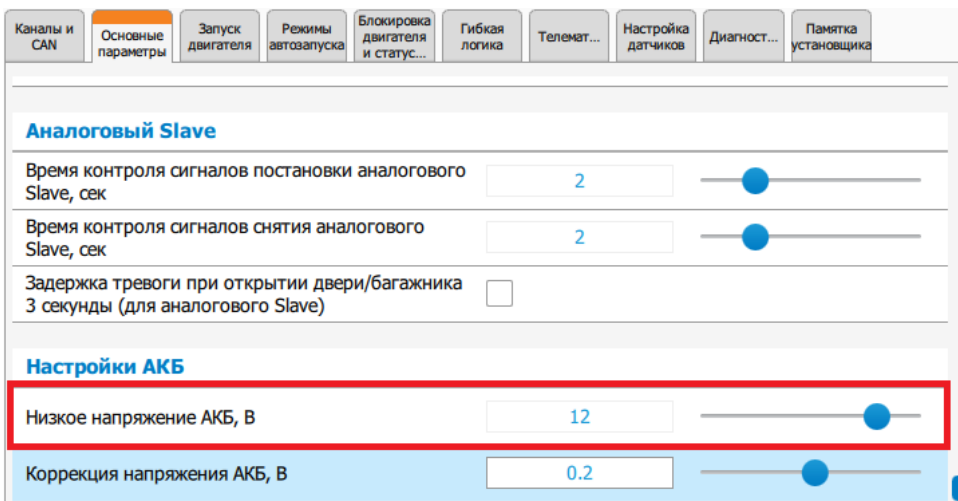 Каналы и
CAN
Основные
параметры
Запуск
двигателя
Режимы
автозапуска
Блокировка
двигателя
и статус...
Гибкая
логика
Телемат...
Настройка
датчиков
Диагност...
Памятка
установщика
Аналоговый Slave
Время контроля сигналов постановки аналогового
Slave, сек
2
Время контроля сигналов снятия аналогового
Slave, сек
2
Задержка тревоги при открытии двери/багажника
3 секунды (для аналогового Slave)
Настройки АКБ
Низкое напряжение АКБ, В
12
Коррекция напряжения АКБ, В
0.2